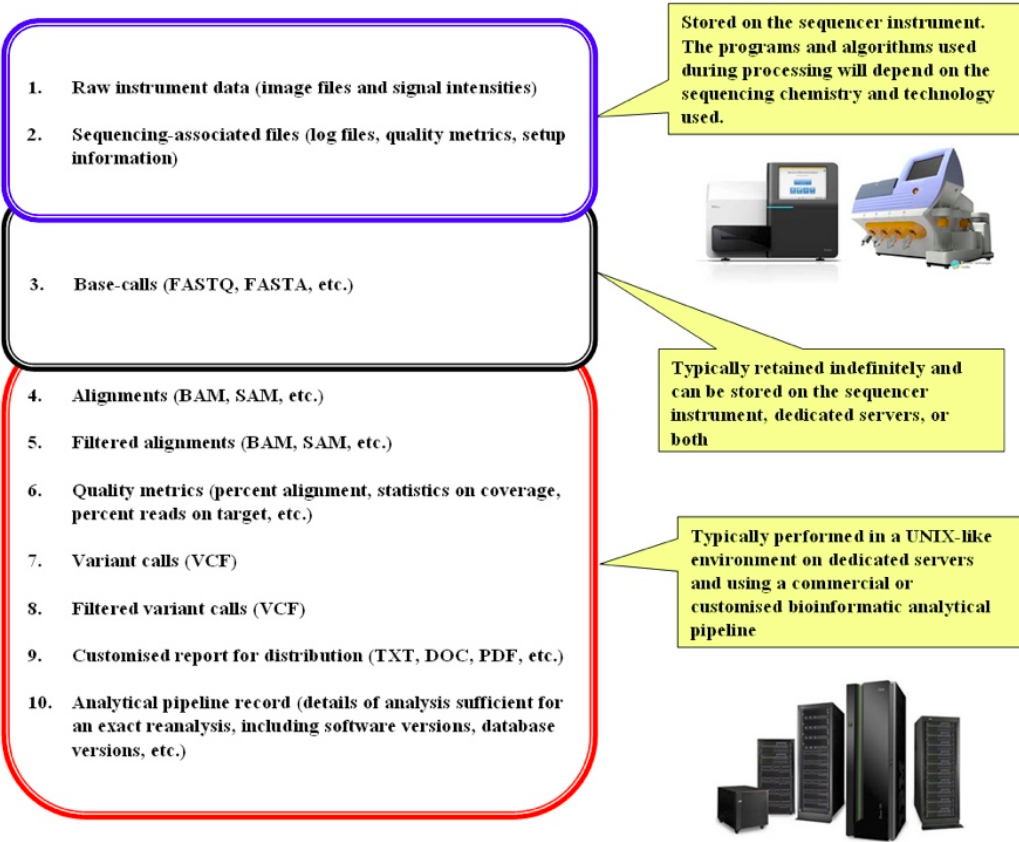 1. Raw instrument data (image files and signal intensities)
2. Sequencing-associated files (log files, quality metrics, setup
information)
Stored on the sequencer instrument.
The programs and algorithms used
during processing will depend on the
sequencing chemistry and technology
used.
3. Base-calls (FASTQ, FASTA, etc.)
Typically retained indefinitely and
can be stored on the sequencer
instrument, dedicated servers, or
both
4. Alignments (BAM, SAM, etc.)
5. Filtered alignments (BAM, SAM, etc.)
6. Quality metrics (percent alignment, statistics on coverage,
percent reads on target, etc.)
7. Variant calls (VCF)
8. Filtered variant calls (VCF)
9. Customised report for distribution (TXT, DOC, PDF, etc.)
10. Analytical pipeline record (details of analysis sufficient for
an exact reanalysis, including software versions, database
versions, etc.)
Typically performed in a UNIX-like
environment on dedicated servers
and using a commercial or
customised bioinformatic analytical
pipeline